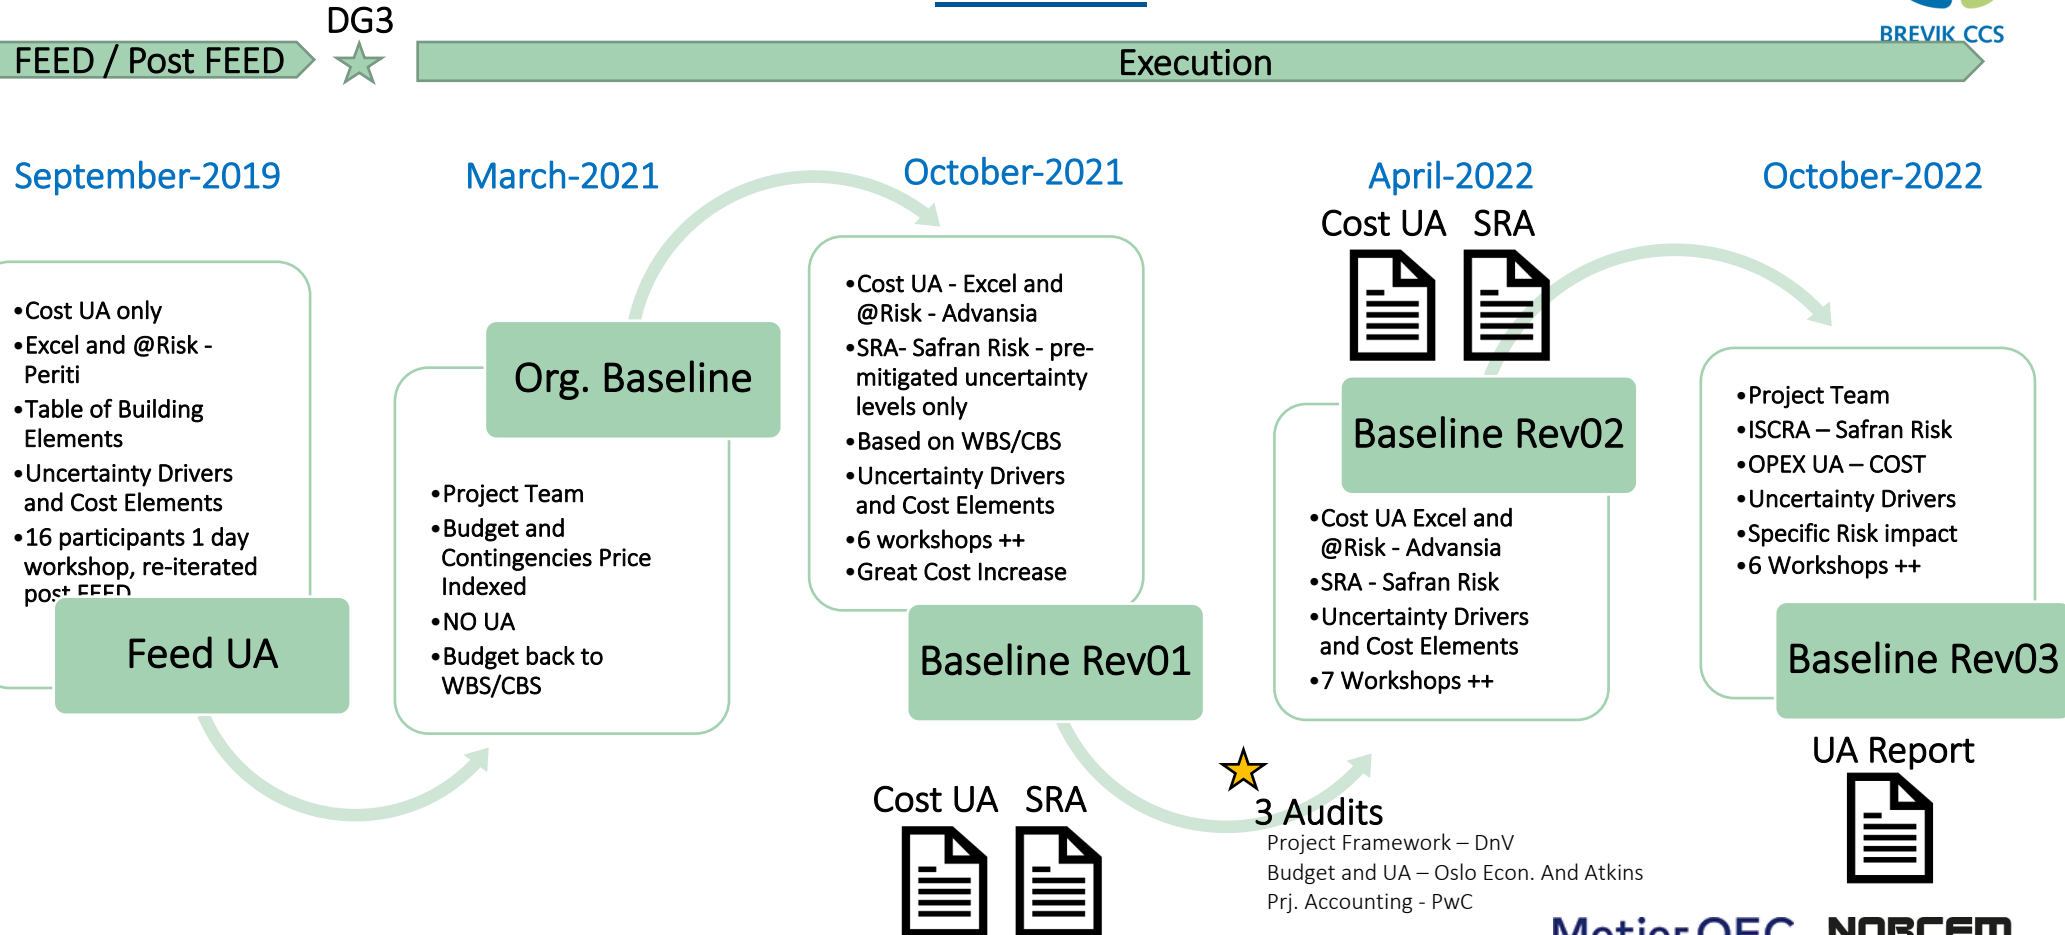 DG3
BREVIK CCS
FEED / Post FEED
Execution
September-2019
•Cost UA only
•Excel and @Risk -
Periti
•Table of Building
Elements
•Uncertainty Drivers
and Cost Elements
•16 participants 1 day
workshop, re-iterated
post FEED
Feed UA
March-2021
Org. Baseline
•Project Team
•Budget and
Contingencies Price
Indexed
•NO UA
•Budget back to
WBS/CBS
October-2021
•Cost UA - Excel and
@Risk - Advansia
•SRA- Safran Risk - pre-
mitigated uncertainty
levels only
•Based on WBS/CBS
•Uncertainty Drivers
and Cost Elements
•6 workshops ++
•Great Cost Increase
Baseline Rev01
Cost UA SRA
3 Audits
Project Framework – DnV
Budget and UA – Oslo Econ. And Atkins
Prj. Accounting - PwC
April-2022
Cost UA SRA
Baseline Rev02
•Cost UA Excel and
@Risk - Advansia
•SRA - Safran Risk
•Uncertainty Drivers
and Cost Elements
•7 Workshops ++
October-2022
•Project Team
•ISCRA – Safran Risk
•OPEX UA – COST
•Uncertainty Drivers
•Specific Risk impact
•6 Workshops ++
Baseline Rev03
UA Report
Metier OEC
NORCEM